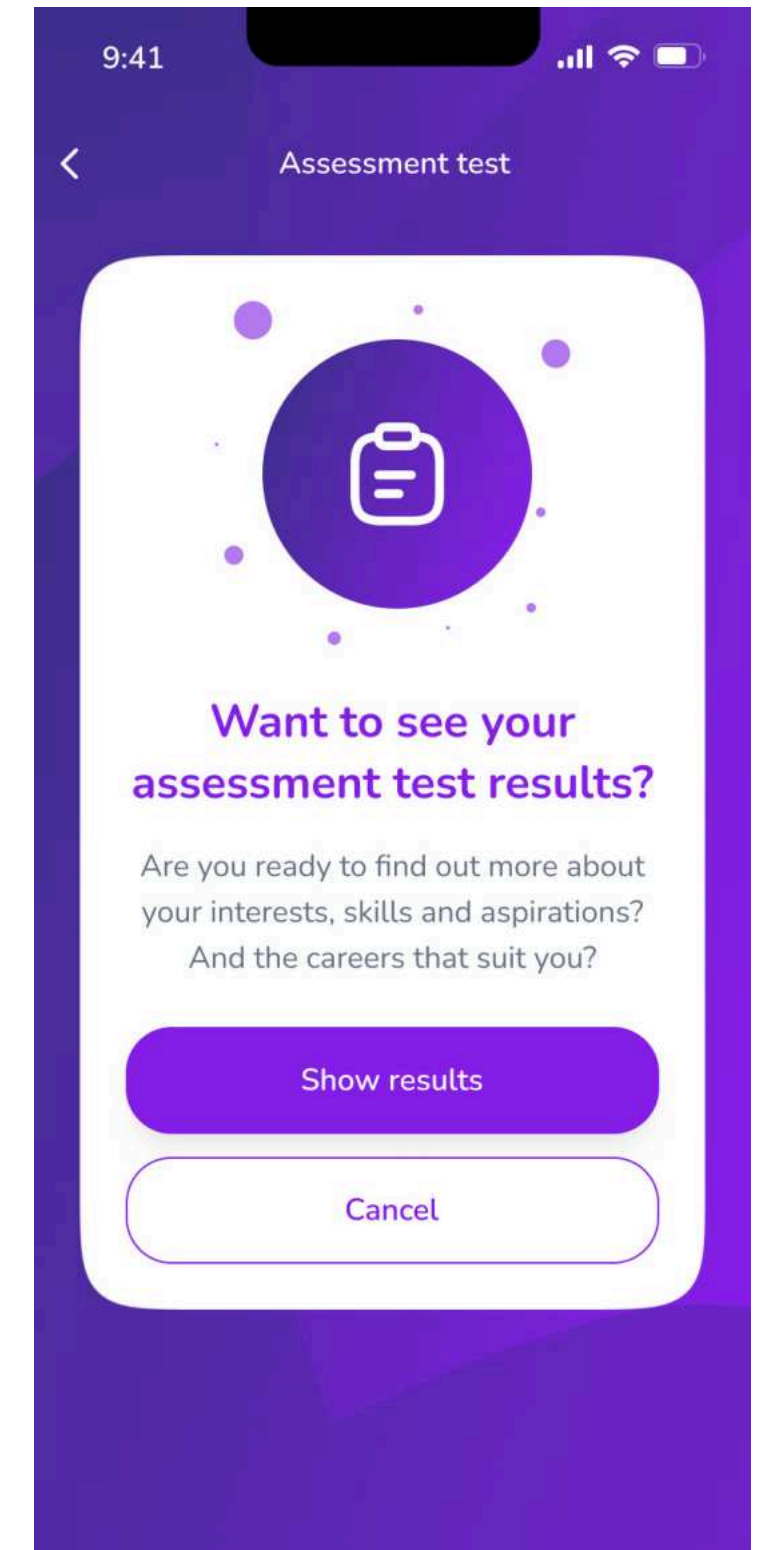 9:41
Assessment test
Want to see your
assessment test results?
Are you ready to find out more about
your interests, skills and aspirations?
And the careers that suit you?
Show results
Cancel